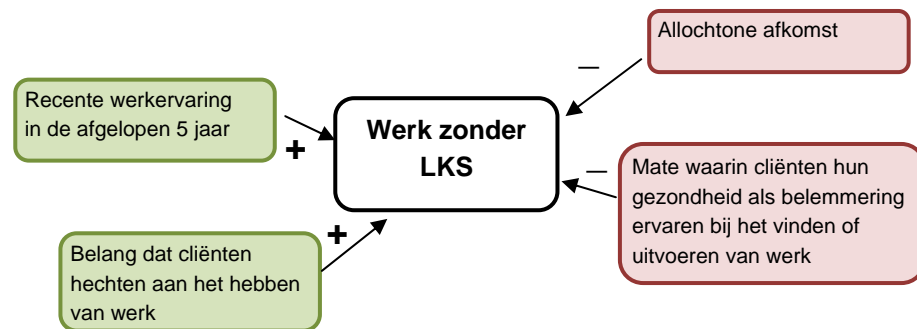 Allochtone afkomst
–
Recente werkervaring
in de afgelopen 5 jaar
+
Werk zonder
LKS
–
Mate waarin cliënten hun
gezondheid als belemmering
ervaren bij het vinden of
uitvoeren van werk
+
Belang dat cliënten
hechten aan het hebben
van werk